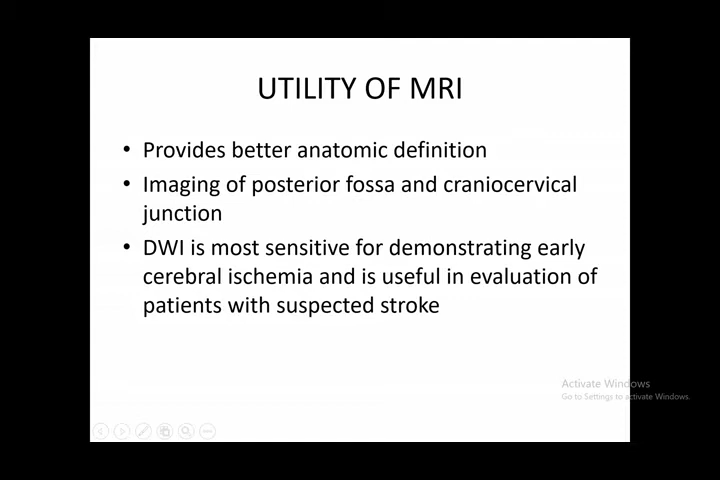 UTILITY OF MRI
• Provides better anatomic definition
• Imaging of posterior fossa and craniocervical
junction
• DWI is most sensitive for demonstrating early
cerebral ischemia and is useful in evaluation of
patients with suspected stroke
Activate Windows
Go to Settings to activate Windows.